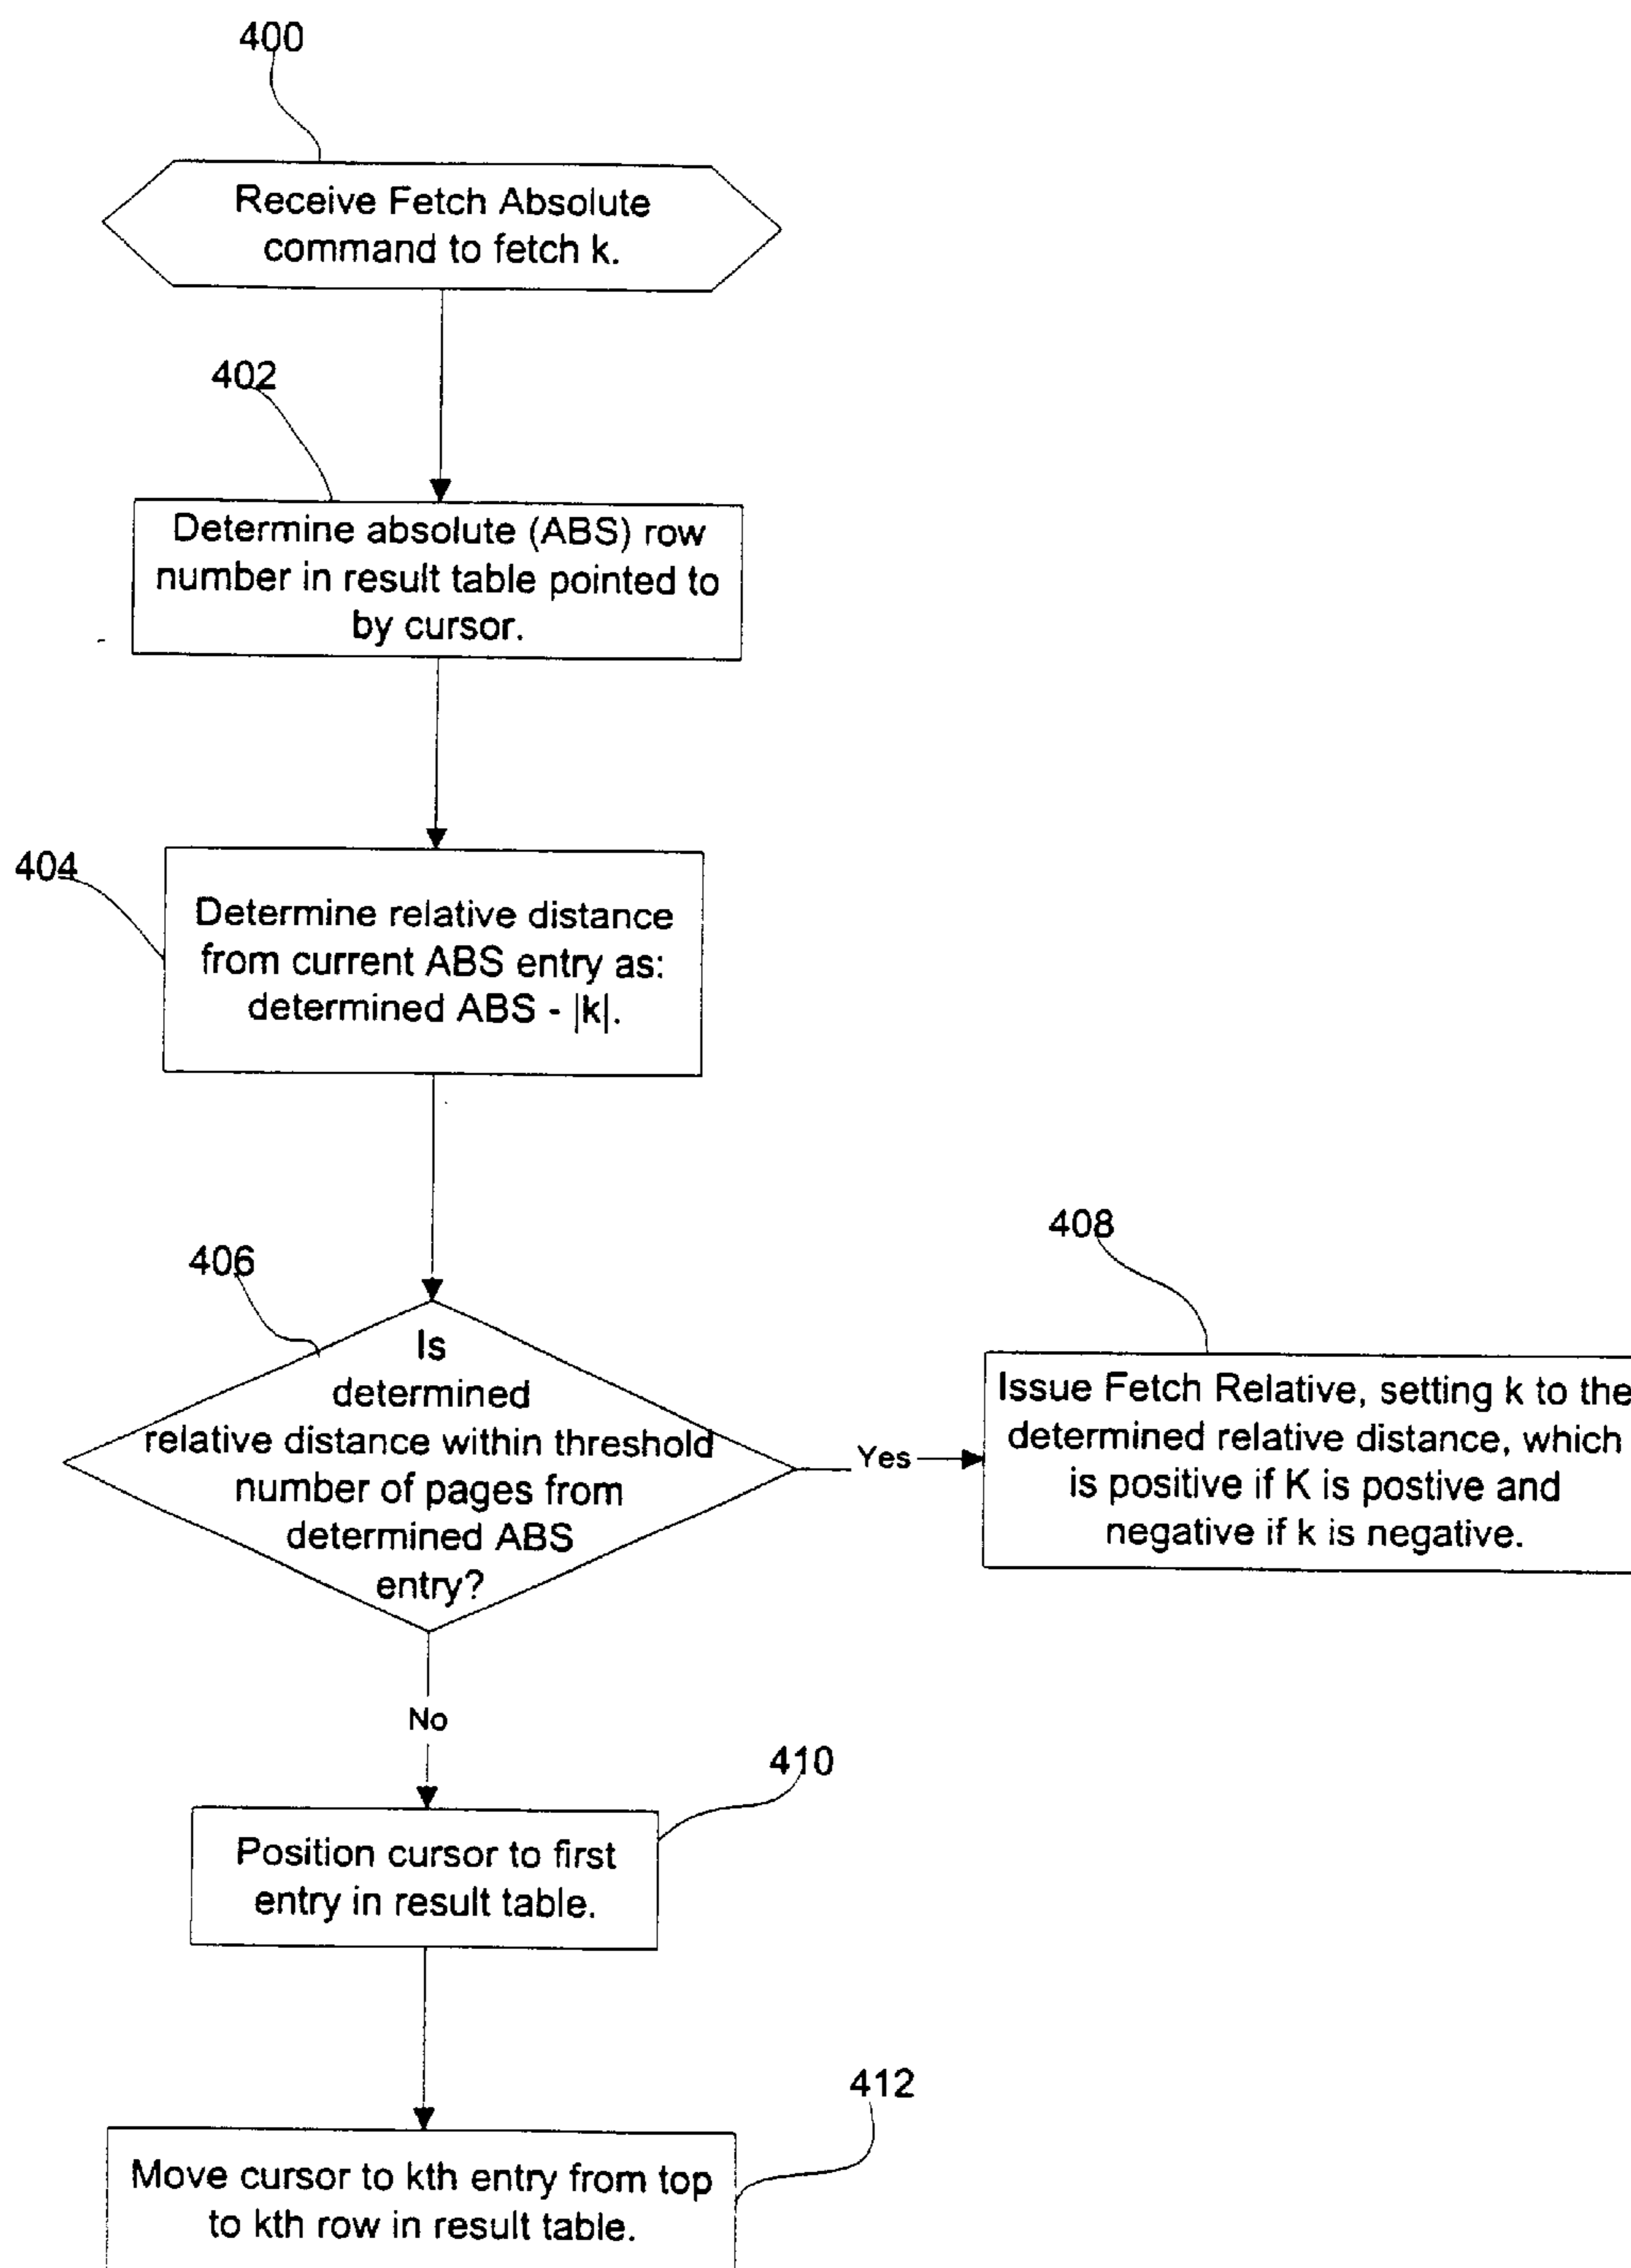 400
Receive Fetch Absolute
command to fetch k.
402
Determine absolute (ABS) row
number in result table pointed to
by cursor.
404
Determine relative distance
from current ABS entry as:
determined ABS - |k|.
406
Is
determined
relative distance within threshold
number of pages from
determined ABS
entry?
Yes
408
Issue Fetch Relative, setting k to the
determined relative distance, which
is positive if K is postive and
negative if k is negative.
No
410
Position cursor to first
entry in result table.
412
Move cursor to kth entry from top
to kth row in result table.